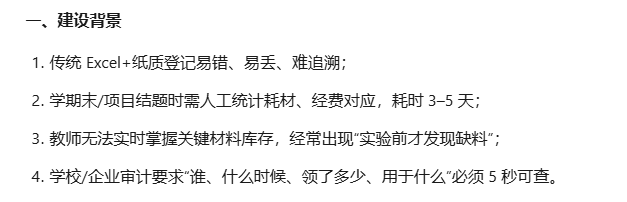 一、建设背景
1. 传统 Excel+纸质登记易错、易丢、难追溯；
2. 学期末/项目结题时需人工统计耗材、经费对应，耗时 3–5 天；
3. 教师无法实时掌握关键材料库存，经常出现“实验前才发现缺料”；
4. 学校/企业审计要求“谁、什么时候、领了多少、用于什么”必须 5 秒可查。